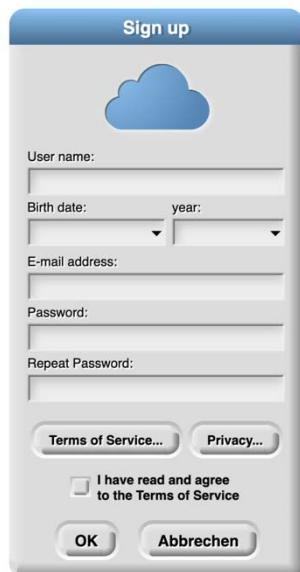 Sign up
User name:
Birth date: year:
E-mail address:
Password:
Repeat Password:
Terms of Service... Privacy...
I have read and agree
to the Terms of Service
OK Abbrechen